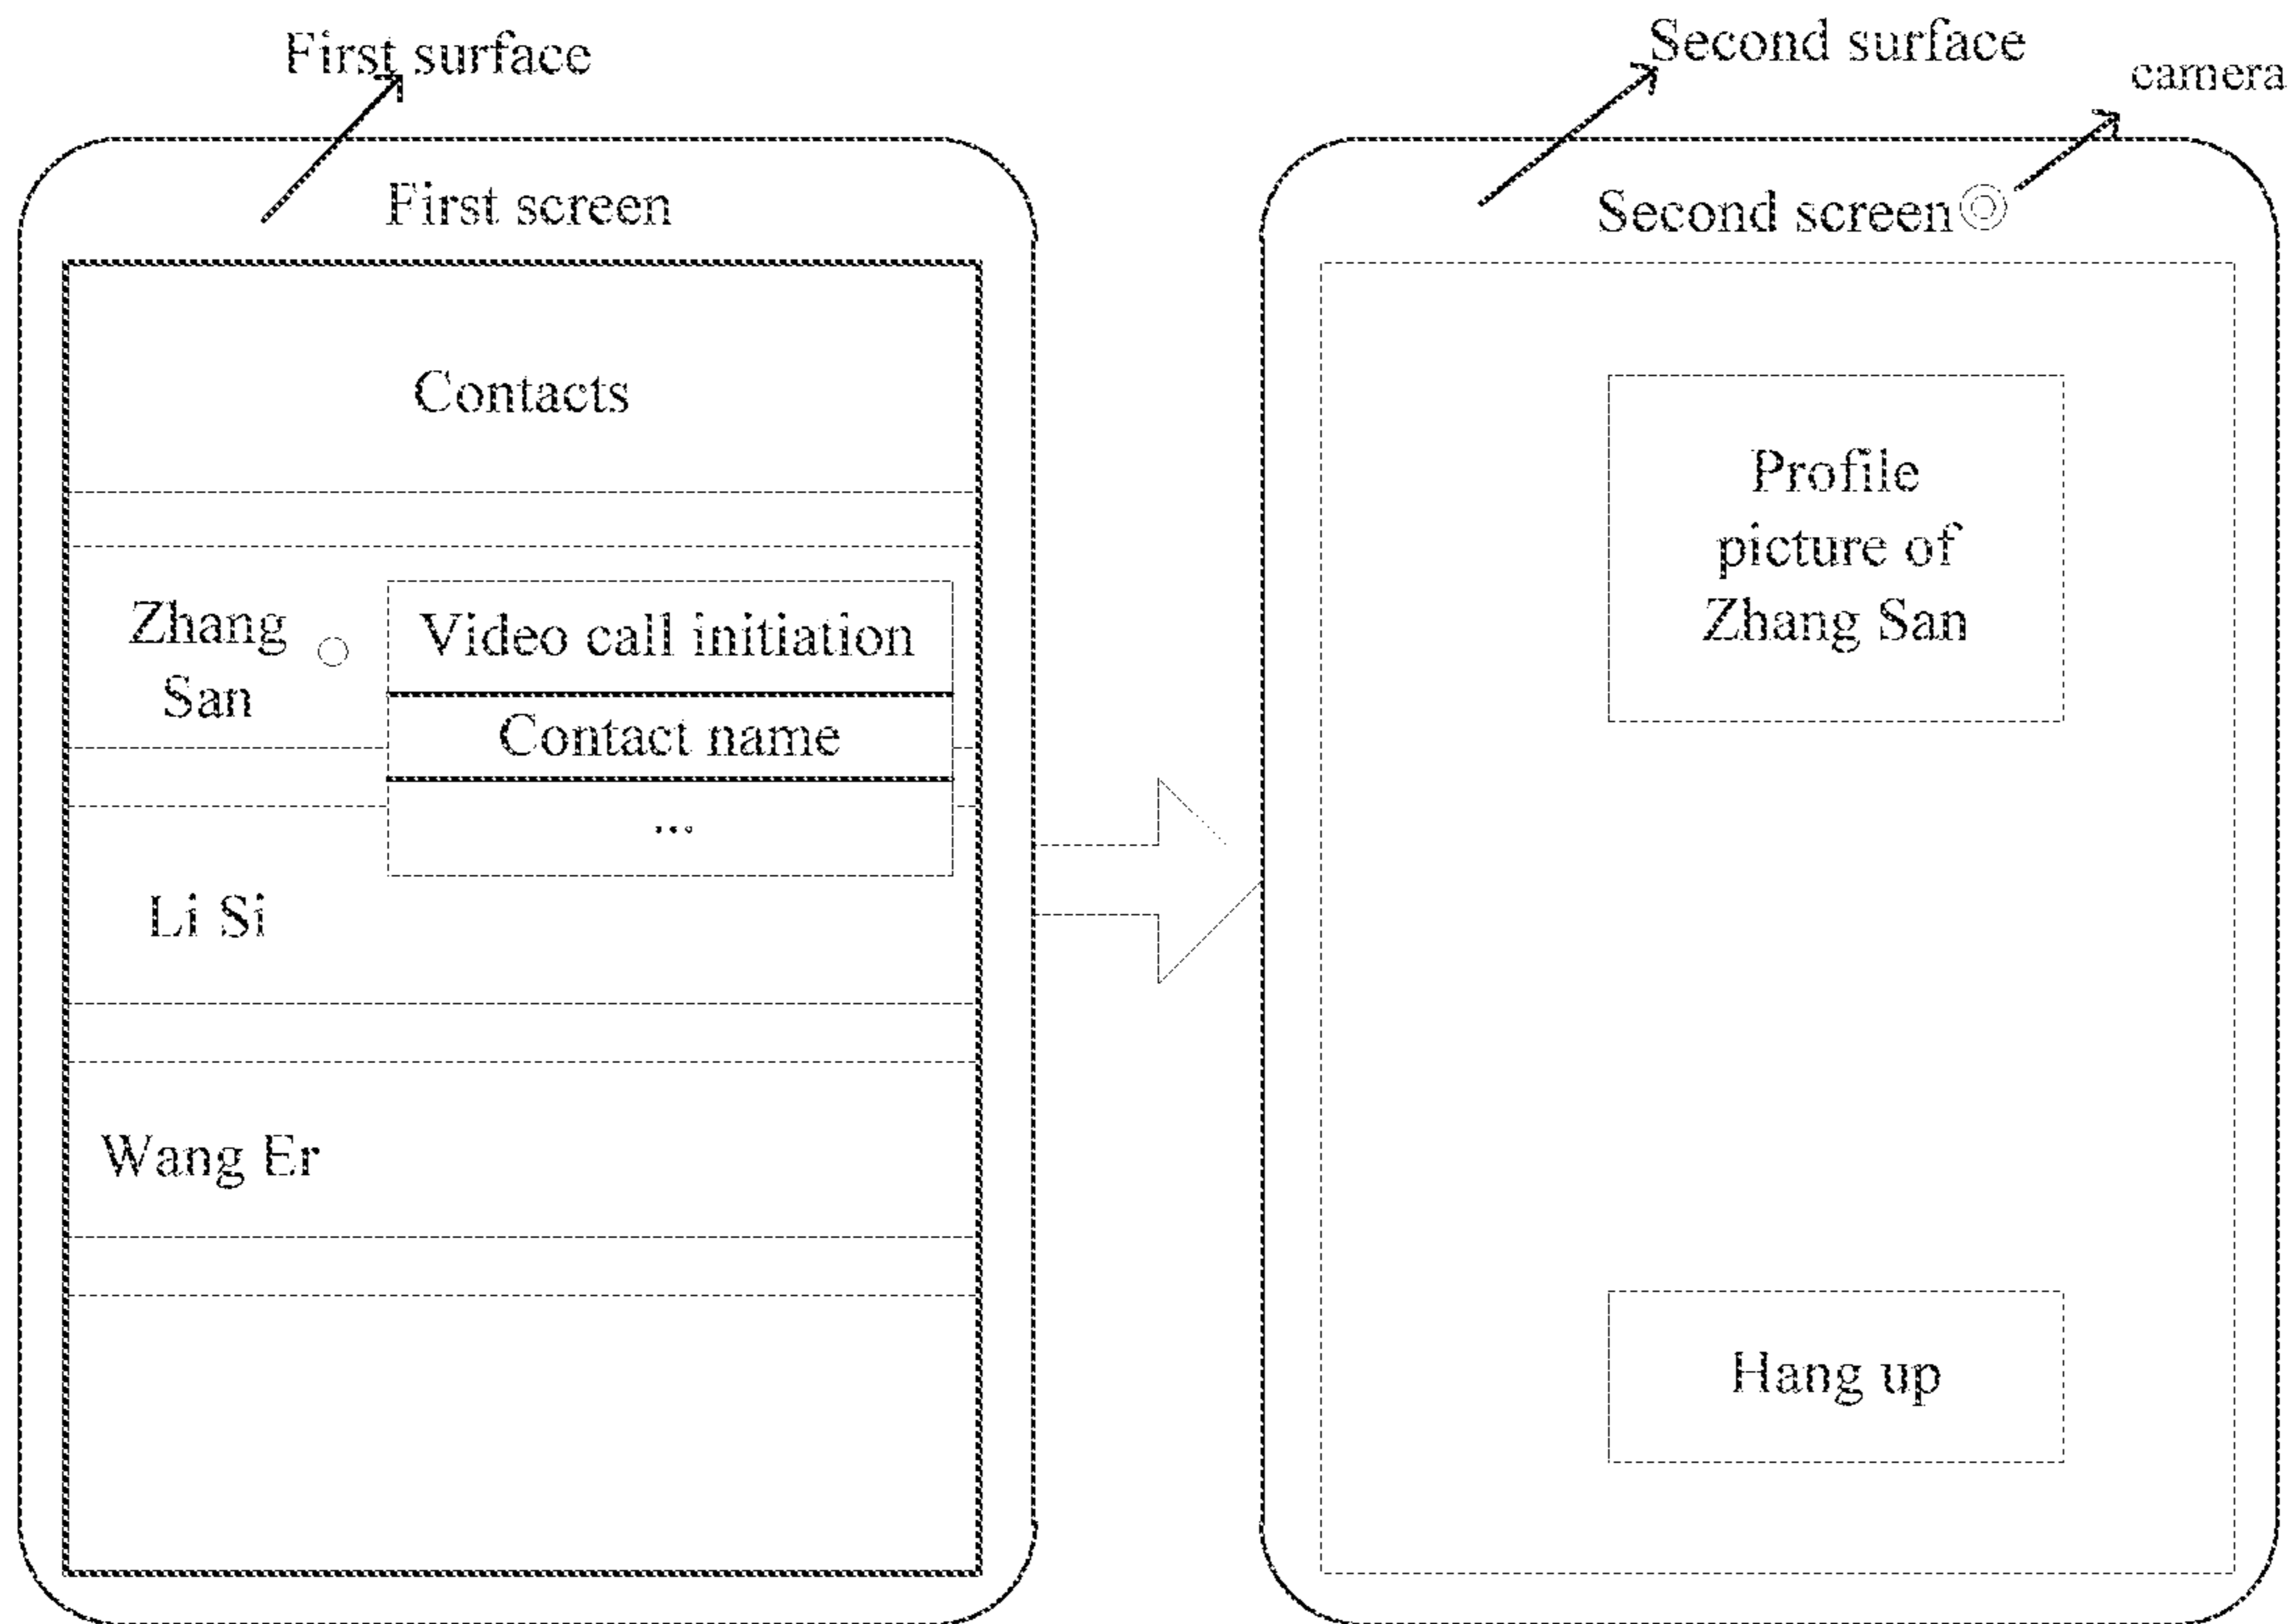 First surface
First screen
Contacts
Zhang
San
Video call initiation
Contact name
...
Li Si
Wang Er
Second surface
camera
Second screen
Profile
picture of
Zhang San
Hang up